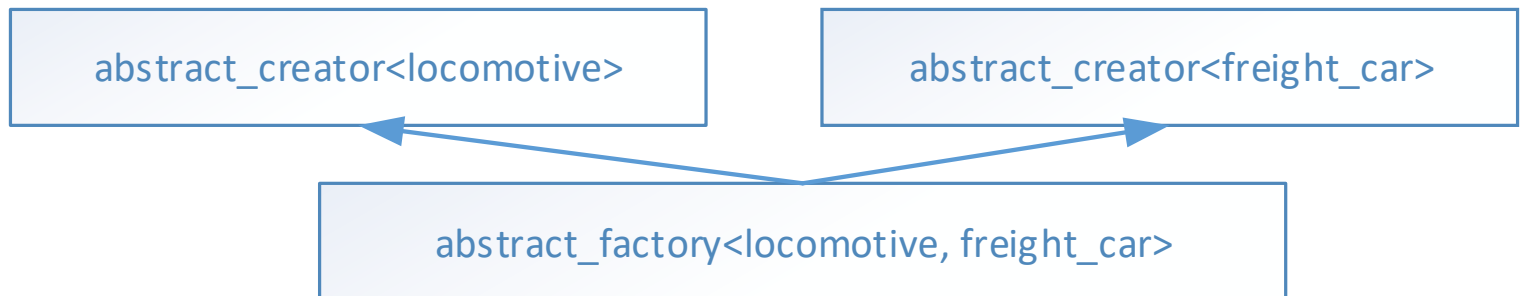 abstract_creator<locomotive>
abstract_creator<freight_car>
abstract_factory<locomotive, freight_car>